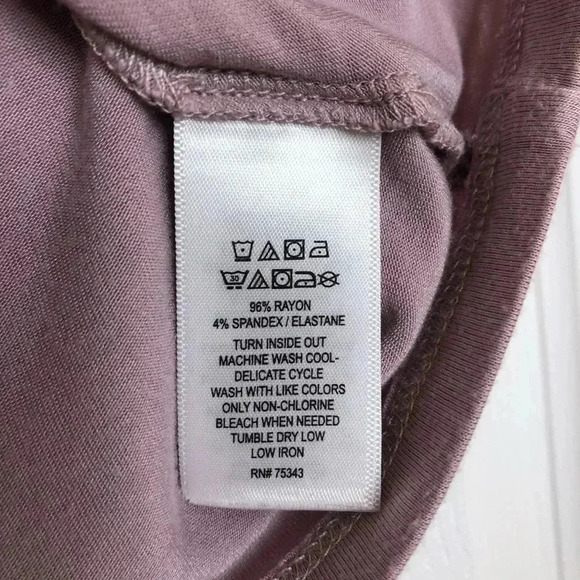 30
96% RAYON
4% SPANDEX / ELASTANE
TURN INSIDE OUT
MACHINE WASH COOL-
DELICATE CYCLE
WASH WITH LIKE COLORS
ONLY NON-CHLORINE
BLEACH WHEN NEEDED
TUMBLE DRY LOW
LOW IRON
RN# 75343